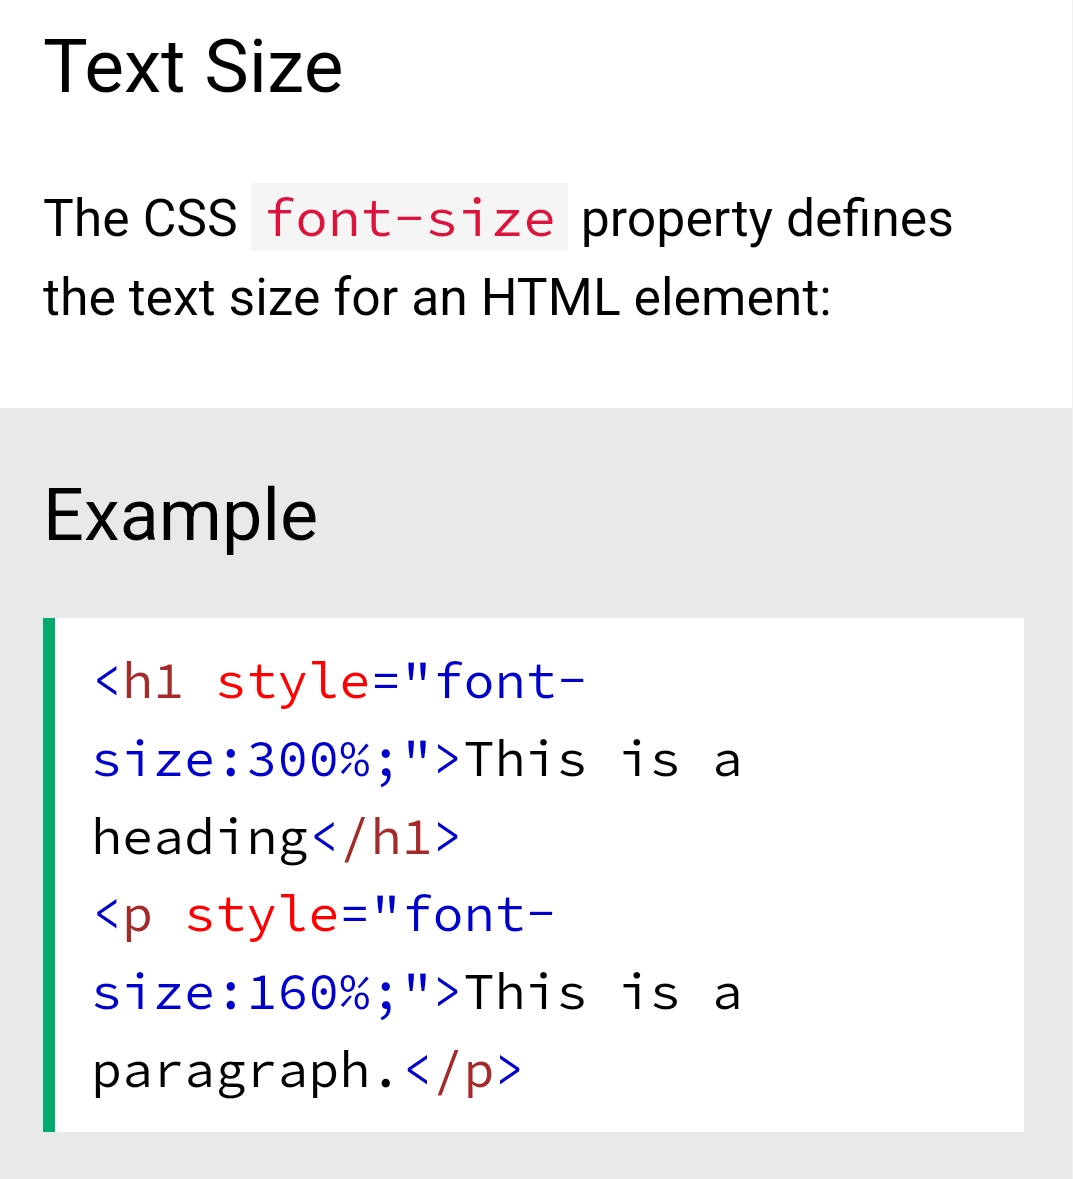 Text Size
The CSS font-size property defines
the text size for an HTML element:
Example
<h1 style="font-
size:300%;">This is a
heading</h1>
<p style="font-
size:160%;">This is a
paragraph.</p>